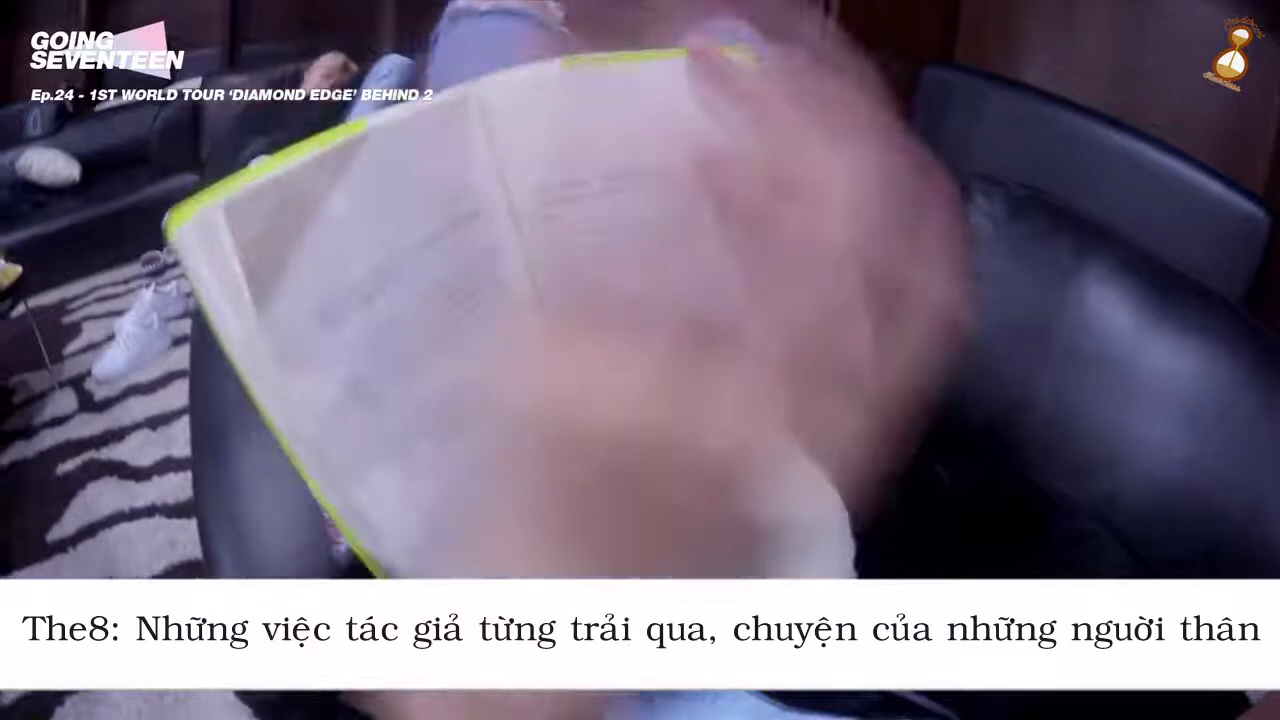 GOING
SEVENTEEN
Ep.24 - 1ST WORLD TOUR ‘DIAMOND EDGE’ BEHIND 2
The8: Những việc tác giả từng trải qua, chuyện của những nguời thân